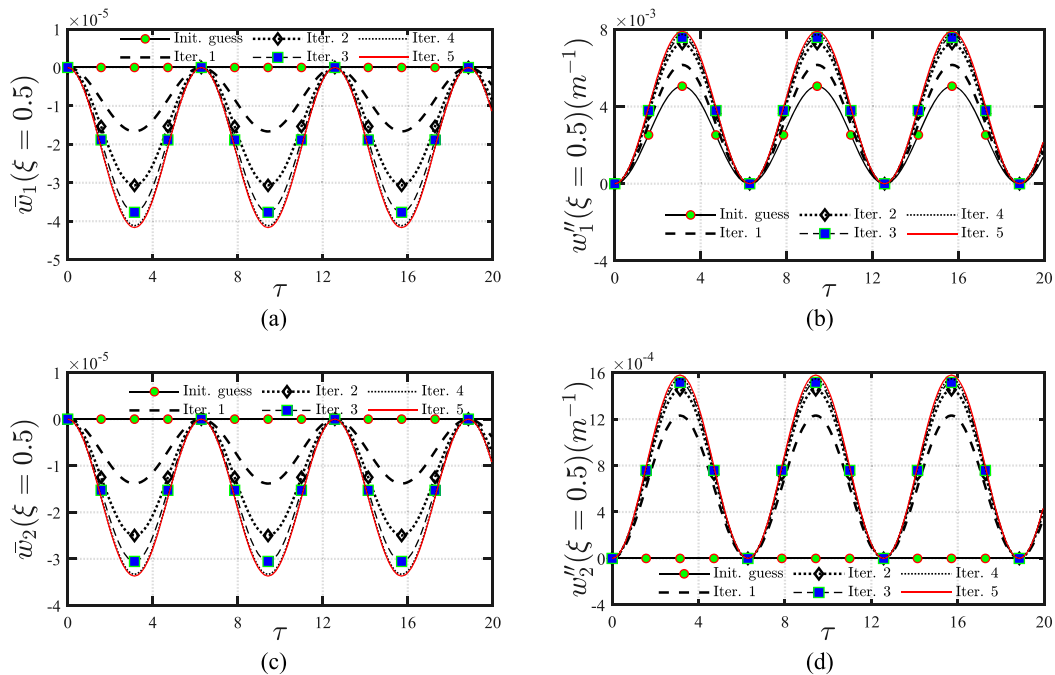 ×10⁻⁵
1
0
-1
-2
-3
-4
-5
Init. guess Iter. 2 Iter. 4
Iter. 1 Iter. 3 Iter. 5
w̄₁(ξ = 0.5)
0 4 8 12 16 20
τ
(a)
×10⁻³
8
4
0
-4
Init. guess Iter. 2 Iter. 4
Iter. 1 Iter. 3 Iter. 5
w₁″(ξ = 0.5)(m⁻¹)
0 4 8 12 16 20
τ
(b)
×10⁻⁵
1
0
-1
-2
-3
-4
Init. guess Iter. 2 Iter. 4
Iter. 1 Iter. 3 Iter. 5
w̄₂(ξ = 0.5)
0 4 8 12 16 20
τ
(c)
×10⁻⁴
16
12
8
4
0
-4
Init. guess Iter. 2 Iter. 4
Iter. 1 Iter. 3 Iter. 5
w₂″(ξ = 0.5)(m⁻¹)
0 4 8 12 16 20
τ
(d)